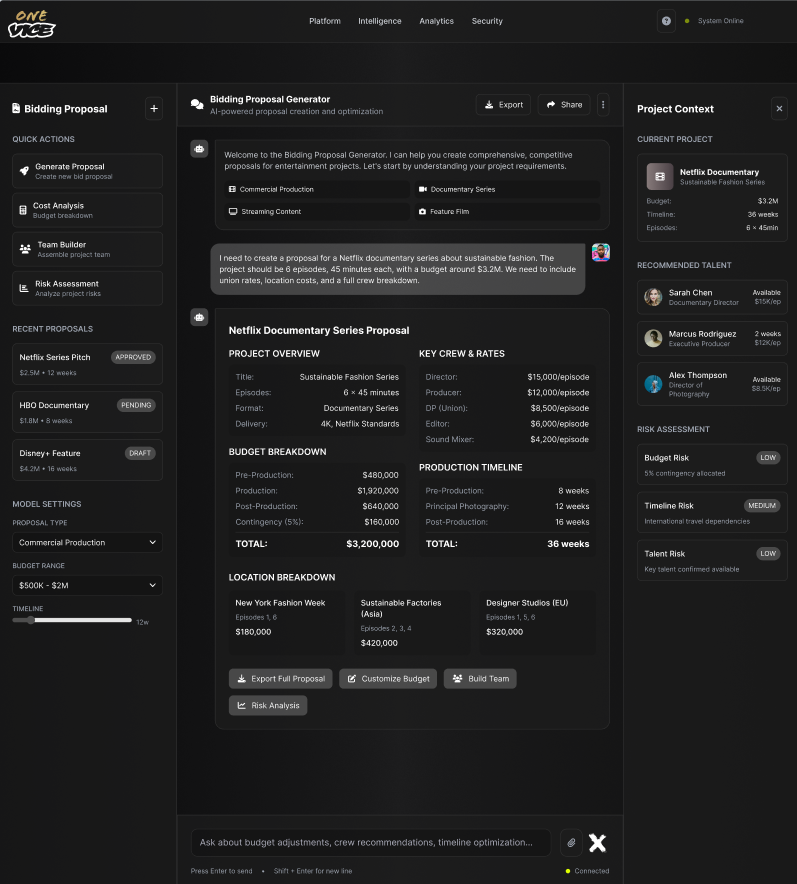 ONE
VICE
Platform
Intelligence
Analytics
Security
?
System Online
Bidding Proposal
+
QUICK ACTIONS
Generate Proposal
Create new bid proposal
Cost Analysis
Budget breakdown
Team Builder
Assemble project team
Risk Assessment
Analyze project risks
RECENT PROPOSALS
Netflix Series Pitch
APPROVED
$2.5M • 12 weeks
HBO Documentary
PENDING
$1.8M • 8 weeks
Disney+ Feature
DRAFT
$4.2M • 16 weeks
MODEL SETTINGS
PROPOSAL TYPE
Commercial Production
BUDGET RANGE
$500K - $2M
TIMELINE
12w
Bidding Proposal Generator
AI-powered proposal creation and optimization
Export
Share
Welcome to the Bidding Proposal Generator. I can help you create comprehensive, competitive
proposals for entertainment projects. Let's start by understanding your project requirements.
Commercial Production
Documentary Series
Streaming Content
Feature Film
I need to create a proposal for a Netflix documentary series about sustainable fashion. The
project should be 6 episodes, 45 minutes each, with a budget around $3.2M. We need to include
union rates, location costs, and a full crew breakdown.
Netflix Documentary Series Proposal
PROJECT OVERVIEW
Title: Sustainable Fashion Series
Episodes: 6 × 45 minutes
Format: Documentary Series
Delivery: 4K, Netflix Standards
BUDGET BREAKDOWN
Pre-Production: $480,000
Production: $1,920,000
Post-Production: $640,000
Contingency (5%): $160,000
TOTAL: $3,200,000
KEY CREW & RATES
Director: $15,000/episode
Producer: $12,000/episode
DP (Union): $8,500/episode
Editor: $6,000/episode
Sound Mixer: $4,200/episode
PRODUCTION TIMELINE
Pre-Production: 8 weeks
Principal Photography: 12 weeks
Post-Production: 16 weeks
TOTAL: 36 weeks
LOCATION BREAKDOWN
New York Fashion Week
Episodes 1, 6
$180,000
Sustainable Factories
(Asia)
Episodes 2, 3, 4
$420,000
Designer Studios (EU)
Episodes 1, 5, 6
$320,000
Export Full Proposal
Customize Budget
Build Team
Risk Analysis
Ask about budget adjustments, crew recommendations, timeline optimization...
Press Enter to send • Shift + Enter for new line
Connected
Project Context
CURRENT PROJECT
Netflix Documentary
Sustainable Fashion Series
Budget: $3.2M
Timeline: 36 weeks
Episodes: 6 × 45min
RECOMMENDED TALENT
Sarah Chen
Documentary Director
Available
$15K/ep
Marcus Rodriguez
Executive Producer
2 weeks
$12K/ep
Alex Thompson
Director of
Photography
Available
$8.5K/ep
RISK ASSESSMENT
Budget Risk
LOW
5% contingency allocated
Timeline Risk
MEDIUM
International travel dependencies
Talent Risk
LOW
Key talent confirmed available